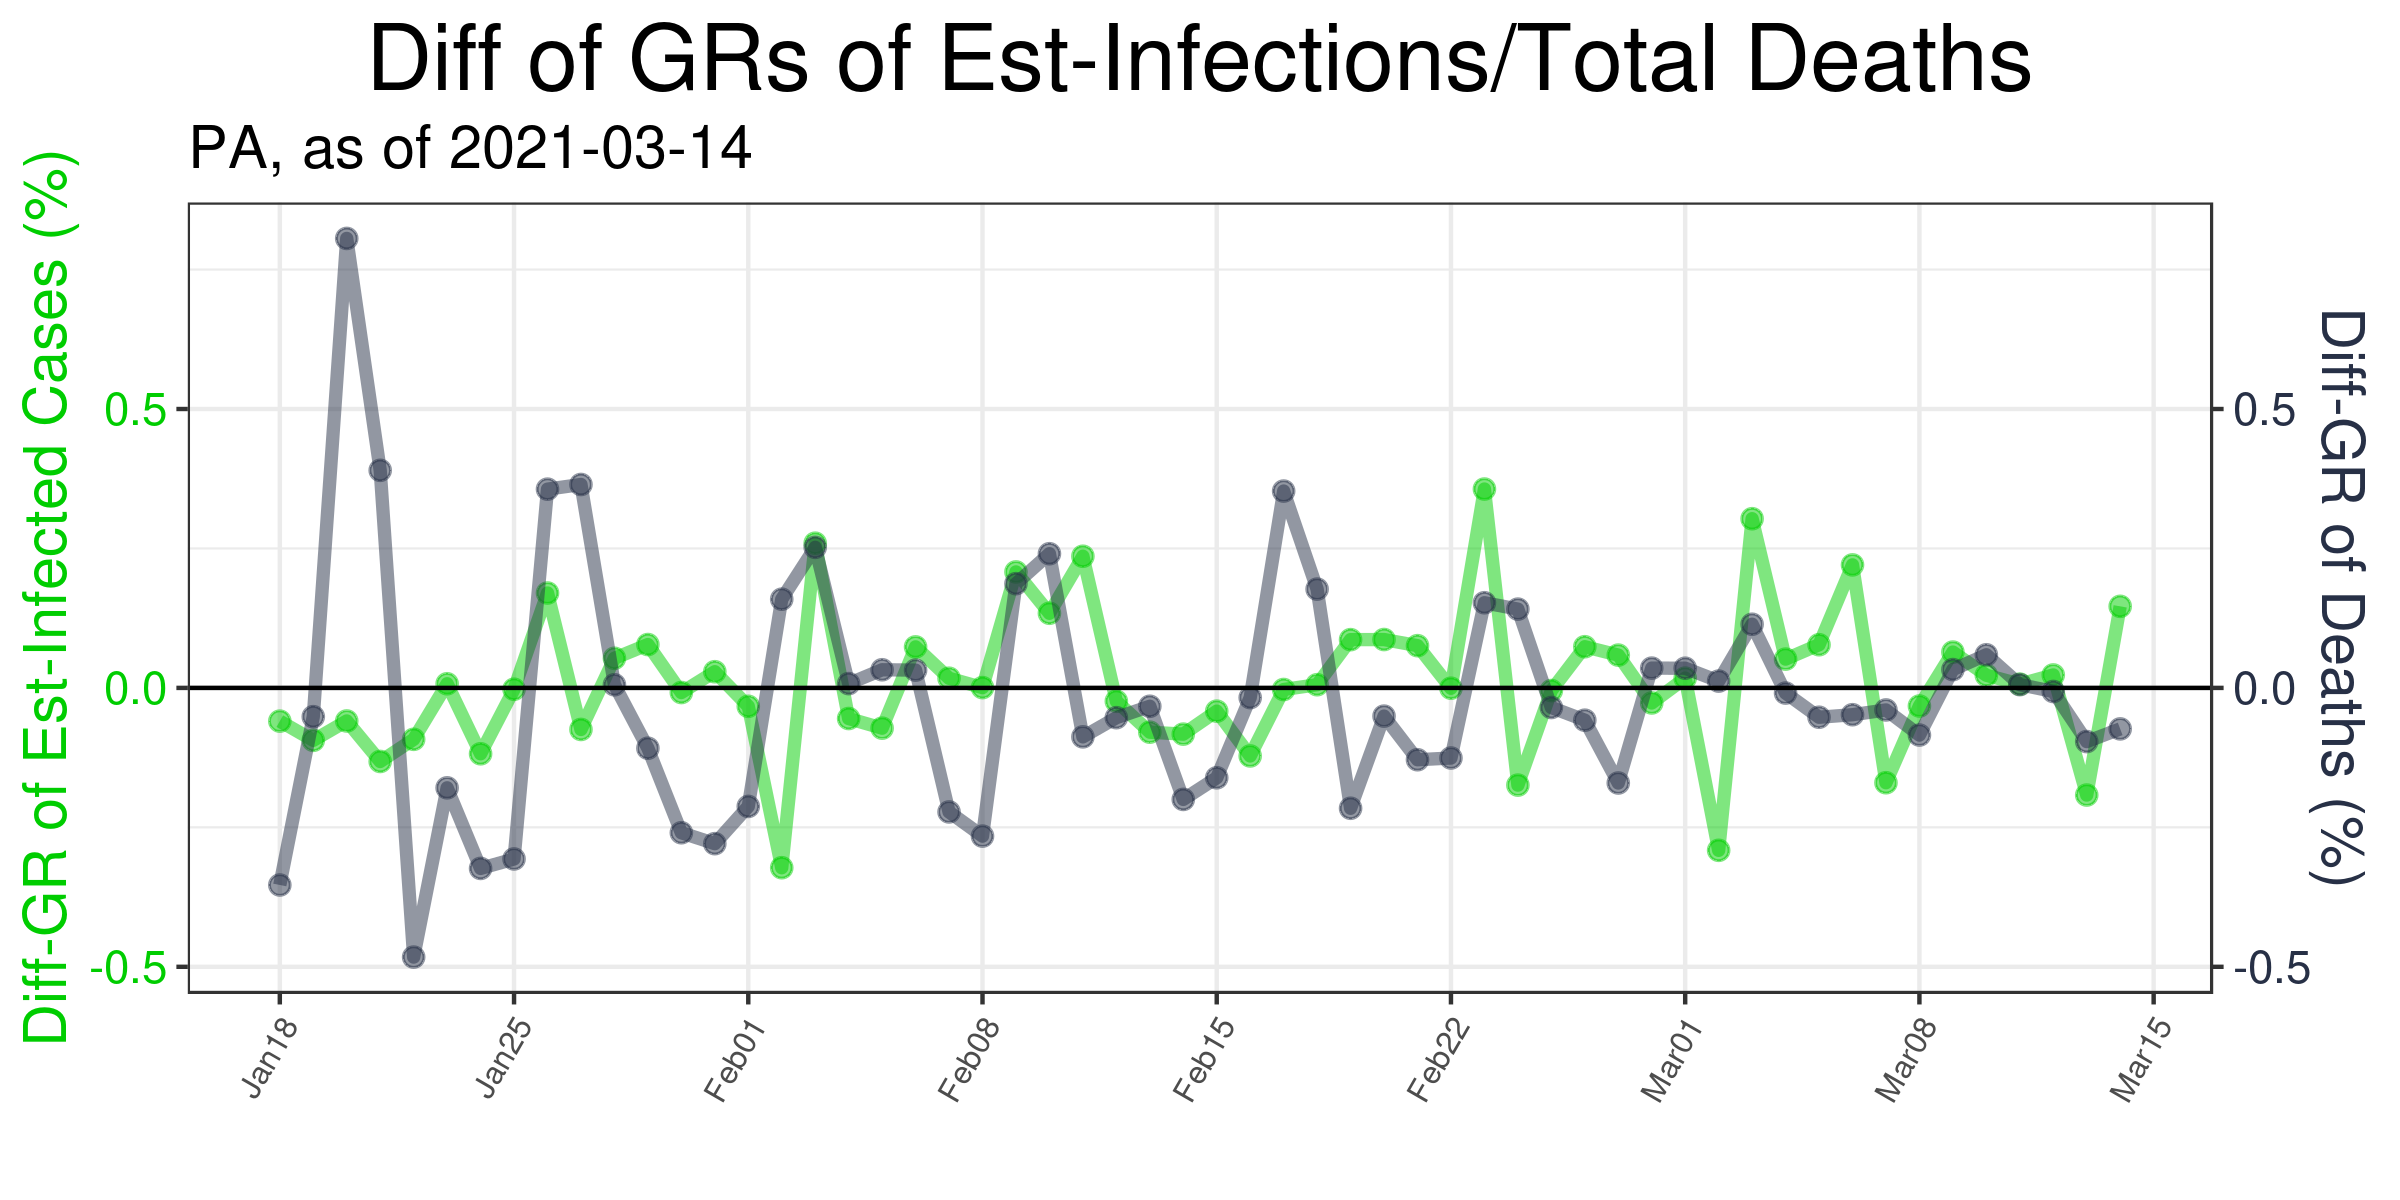 Diff of GRs of Est-Infections/Total Deaths
PA, as of 2021-03-14
Diff-GR of Est-Infected Cases (%)
0.5
0.0
-0.5
0.5
0.0
-0.5
Diff-GR of Deaths (%)
Jan18
Jan25
Feb01
Feb08
Feb15
Feb22
Mar01
Mar08
Mar15